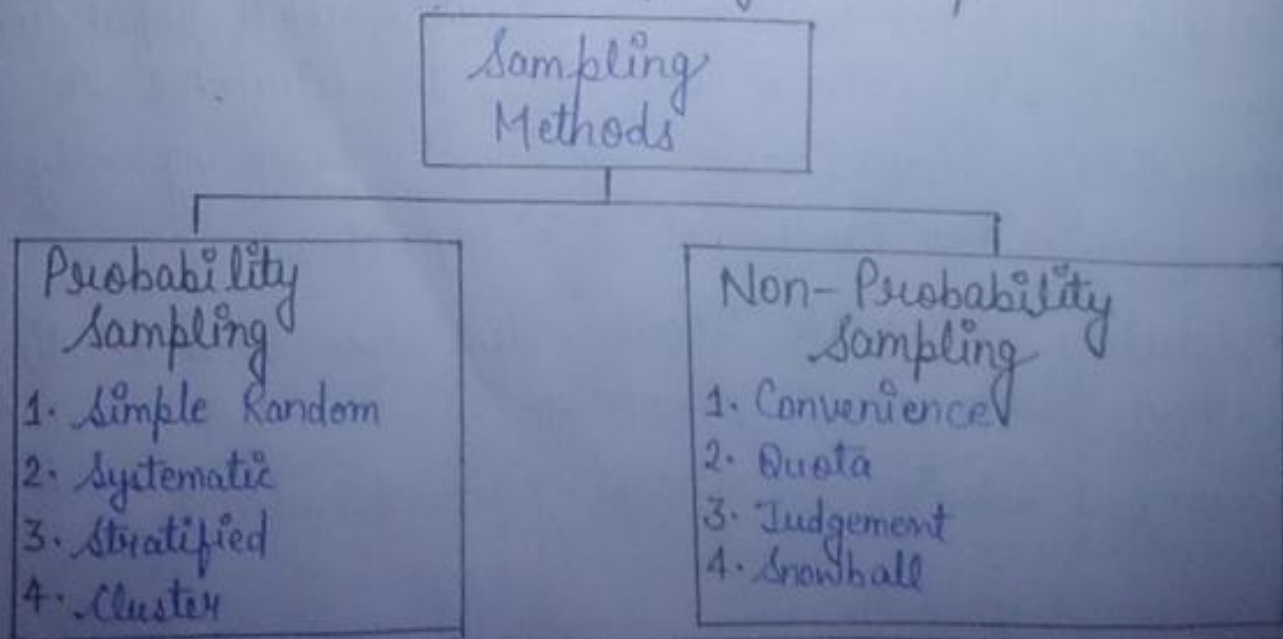 Sampling
Methods
Probability
Sampling
1. Simple Random
2. Systematic
3. Stratified
4. Cluster
Non-Probability
Sampling
1. Convenience
2. Quota
3. Judgement
4. Snowball